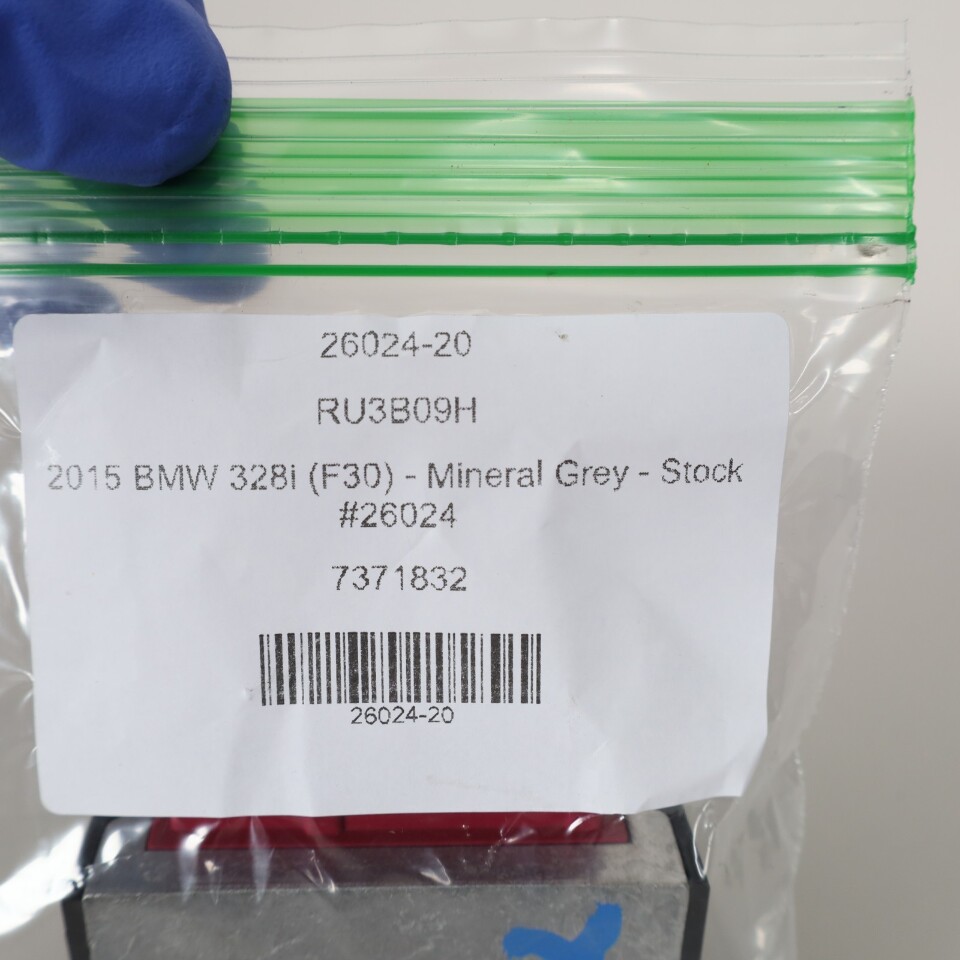 26024-20
RU3B09H
2015 BMW 328i (F30) - Mineral Grey - Stock
#26024
7371832
26024-20